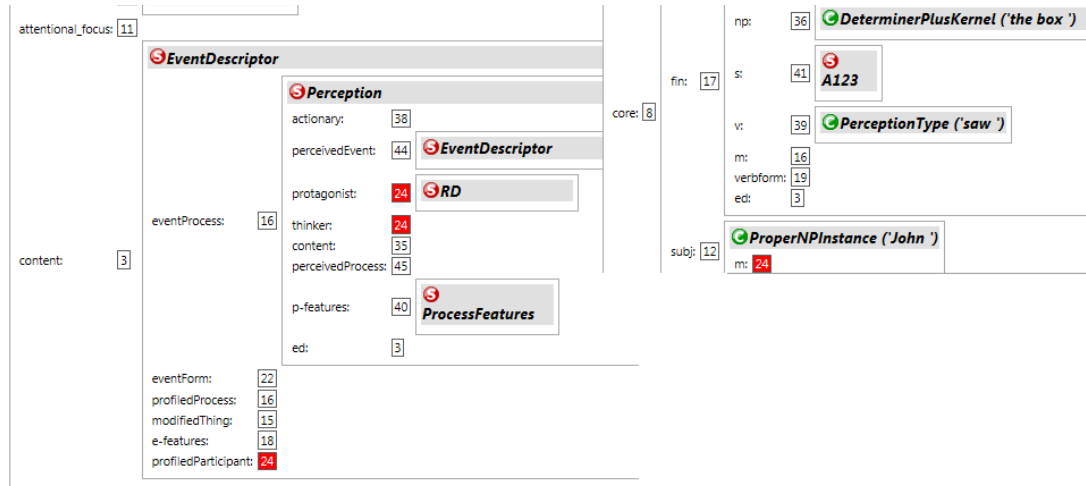 attentional_focus: 11
S EventDescriptor
S Perception
actionary: 38
perceivedEvent: 44 S EventDescriptor
protagonist: 24 S RD
eventProcess: 16
thinker: 24
content: 35
content: 3
perceivedProcess: 45
p-features: 40 S ProcessFeatures
ed: 3
eventForm: 22
profiledProcess: 16
modifiedThing: 15
e-features: 18
profiledParticipant: 24
core: 8
fin: 17
np: 36 C DeterminerPlusKernel ('the box ')
s: 41 S A123
v: 39 C PerceptionType ('saw ')
m: 16
verbform: 19
ed: 3
subj: 12 C ProperNPInstance ('John ')
m: 24